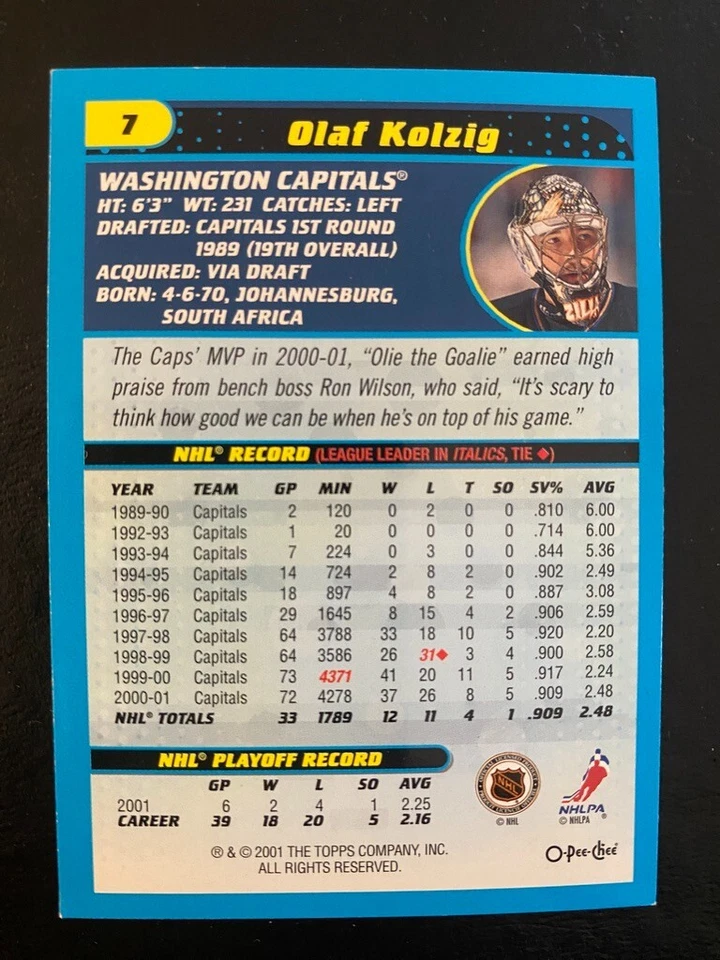 7
Olaf Kolzig
WASHINGTON CAPITALS®
HT: 6'3" WT: 231 CATCHES: LEFT
DRAFTED: CAPITALS 1ST ROUND
1989 (19TH OVERALL)
ACQUIRED: VIA DRAFT
BORN: 4-6-70, JOHANNESBURG,
SOUTH AFRICA
ZILLA
The Caps' MVP in 2000-01, "Olie the Goalie" earned high
praise from bench boss Ron Wilson, who said, "It's scary to
think how good we can be when he's on top of his game."
NHL® RECORD (LEAGUE LEADER IN ITALICS, TIE ◆)
YEAR TEAM GP MIN W L T SO SV% AVG
1989-90 Capitals 2 120 0 2 0 0 .810 6.00
1992-93 Capitals 1 20 0 0 0 0 .714 6.00
1993-94 Capitals 7 224 0 3 0 0 .844 5.36
1994-95 Capitals 14 724 2 8 2 0 .902 2.49
1995-96 Capitals 18 897 4 8 2 0 .887 3.08
1996-97 Capitals 29 1645 8 15 4 2 .906 2.59
1997-98 Capitals 64 3788 33 18 10 5 .920 2.20
1998-99 Capitals 64 3586 26 31◆ 3 4 .900 2.58
1999-00 Capitals 73 4371 41 20 11 5 .917 2.24
2000-01 Capitals 72 4278 37 26 8 5 .909 2.48
NHL® TOTALS 33 1789 12 11 4 1 .909 2.48
NHL® PLAYOFF RECORD
GP W L SO AVG
2001 6 2 4 1 2.25
CAREER 39 18 20 5 2.16
NHL
© NHL
NHLPA®
© NHLPA
® & © 2001 THE TOPPS COMPANY, INC.
ALL RIGHTS RESERVED.
O-Pee-Chee®